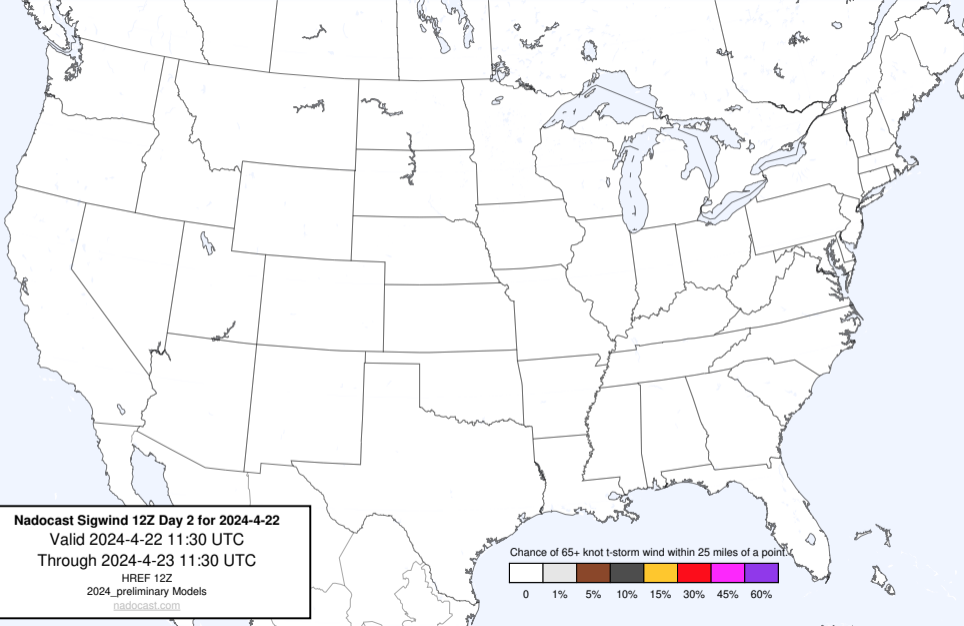 Nadocast Sigwind 12Z Day 2 for 2024-4-22
Valid 2024-4-22 11:30 UTC
Through 2024-4-23 11:30 UTC
HREF 12Z
2024_preliminary Models
nadocast.com
Chance of 65+ knot t-storm wind within 25 miles of a point.
0 1% 5% 10% 15% 30% 45% 60%